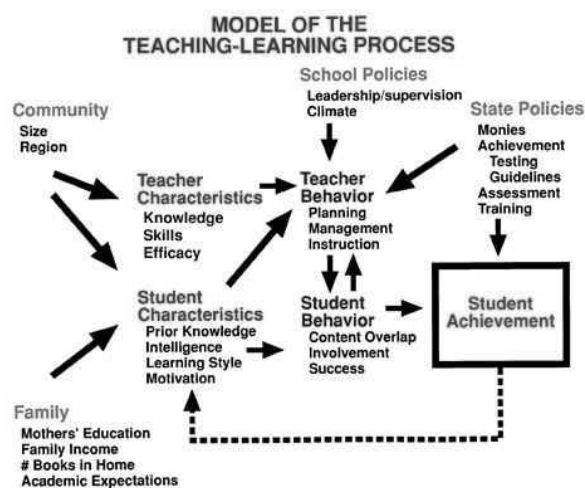 MODEL OF THE
TEACHING-LEARNING PROCESS
School Policies
Leadership/supervision
Climate
Community
Size
Region
State Policies
Monies
Achievement
Testing
Guidelines
Assessment
Training
Teacher
Characteristics
Knowledge
Skills
Efficacy
Teacher
Behavior
Planning
Management
Instruction
Student
Characteristics
Prior Knowledge
Intelligence
Learning Style
Motivation
Student
Behavior
Content Overlap
Involvement
Success
Student
Achievement
Family
Mothers' Education
Family Income
# Books in Home
Academic Expectations